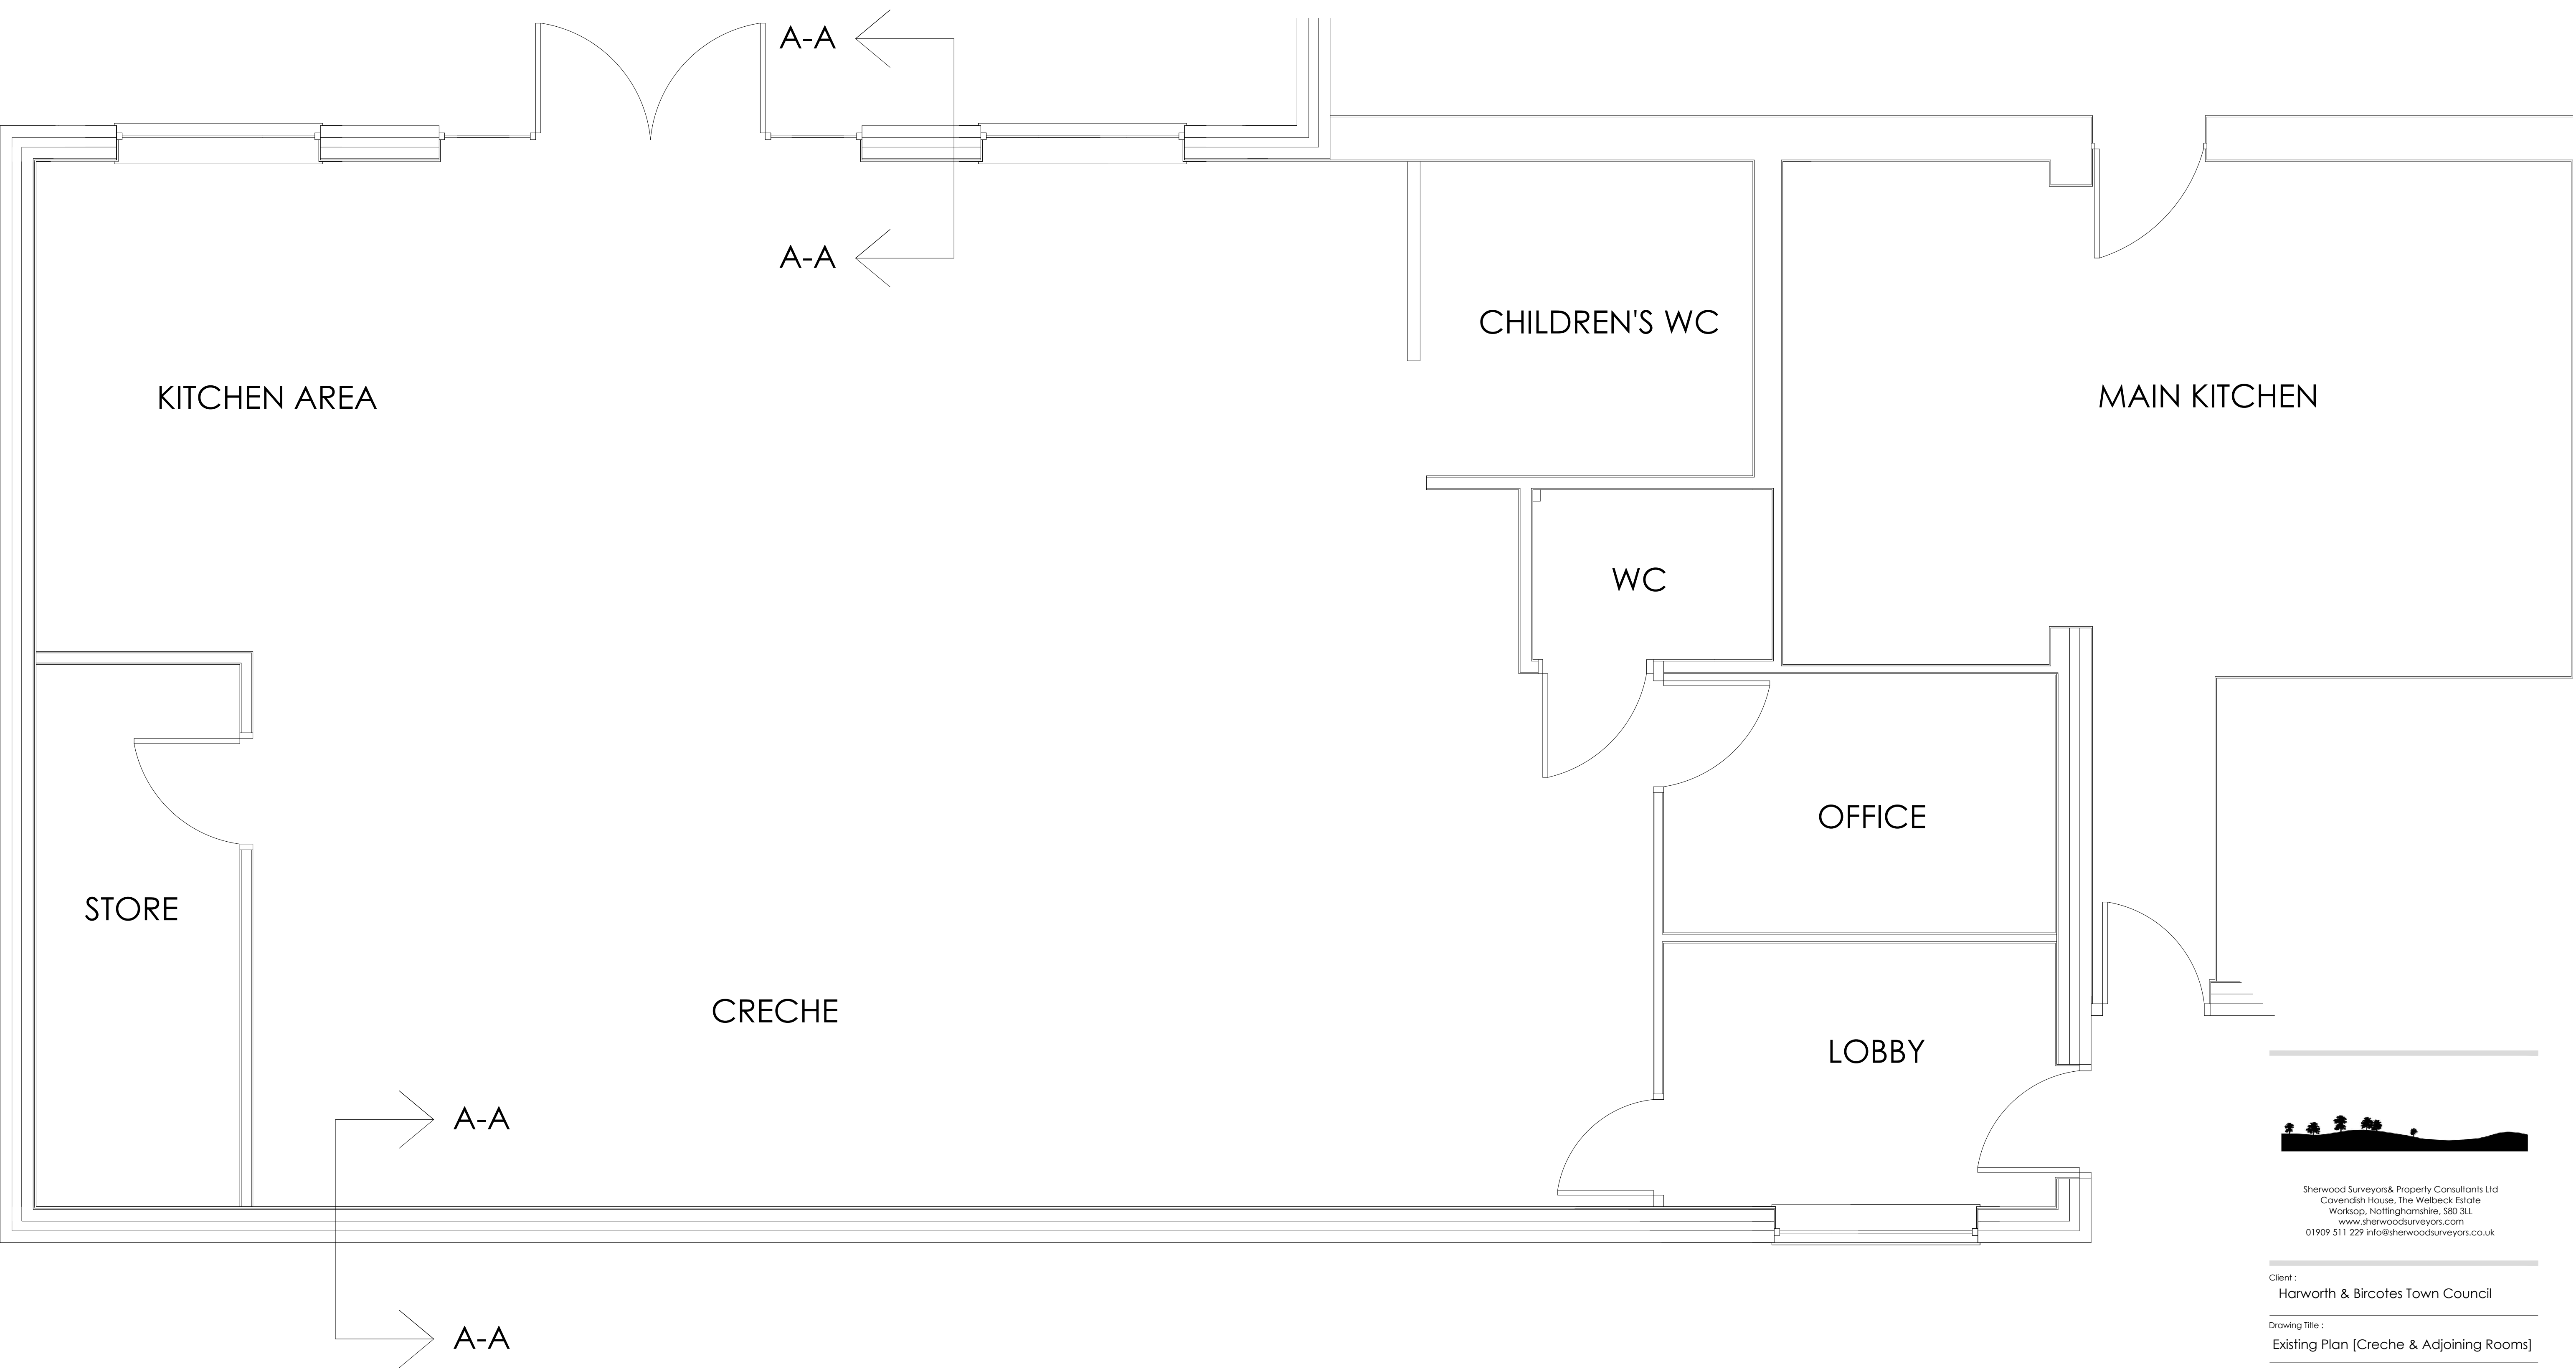 A-A
A-A
CHILDREN'S WC
KITCHEN AREA
MAIN KITCHEN
WC
OFFICE
STORE
CRECHE
LOBBY
A-A
A-A
Sherwood Surveyors& Property Consultants Ltd
Cavendish House, The Welbeck Estate
Worksop, Nottinghamshire, S80 3LL
www.sherwoodsurveyors.com
01909 511 229 info@sherwoodsurveyors.co.uk
Client :
Harworth & Bircotes Town Council
Drawing Title :
Existing Plan [Creche & Adjoining Rooms]